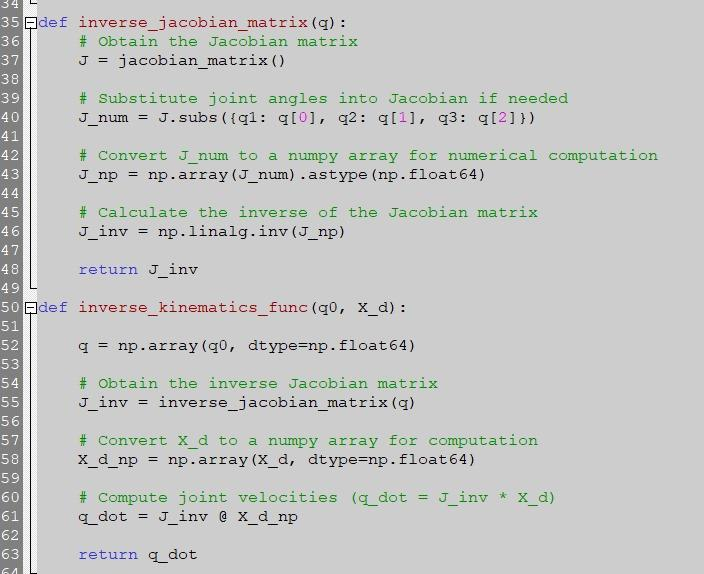 34
35 def inverse_jacobian_matrix(q):
36 # Obtain the Jacobian matrix
37 J = jacobian_matrix()
38
39 # Substitute joint angles into Jacobian if needed
40 J_num = J.subs({q1: q[0], q2: q[1], q3: q[2]})
41
42 # Convert J_num to a numpy array for numerical computation
43 J_np = np.array(J_num).astype(np.float64)
44
45 # Calculate the inverse of the Jacobian matrix
46 J_inv = np.linalg.inv(J_np)
47
48 return J_inv
49
50 def inverse_kinematics_func(q0, X_d):
51
52 q = np.array(q0, dtype=np.float64)
53
54 # Obtain the inverse Jacobian matrix
55 J_inv = inverse_jacobian_matrix(q)
56
57 # Convert X_d to a numpy array for computation
58 X_d_np = np.array(X_d, dtype=np.float64)
59
60 # Compute joint velocities (q_dot = J_inv * X_d)
61 q_dot = J_inv @ X_d_np
62
63 return q_dot
64